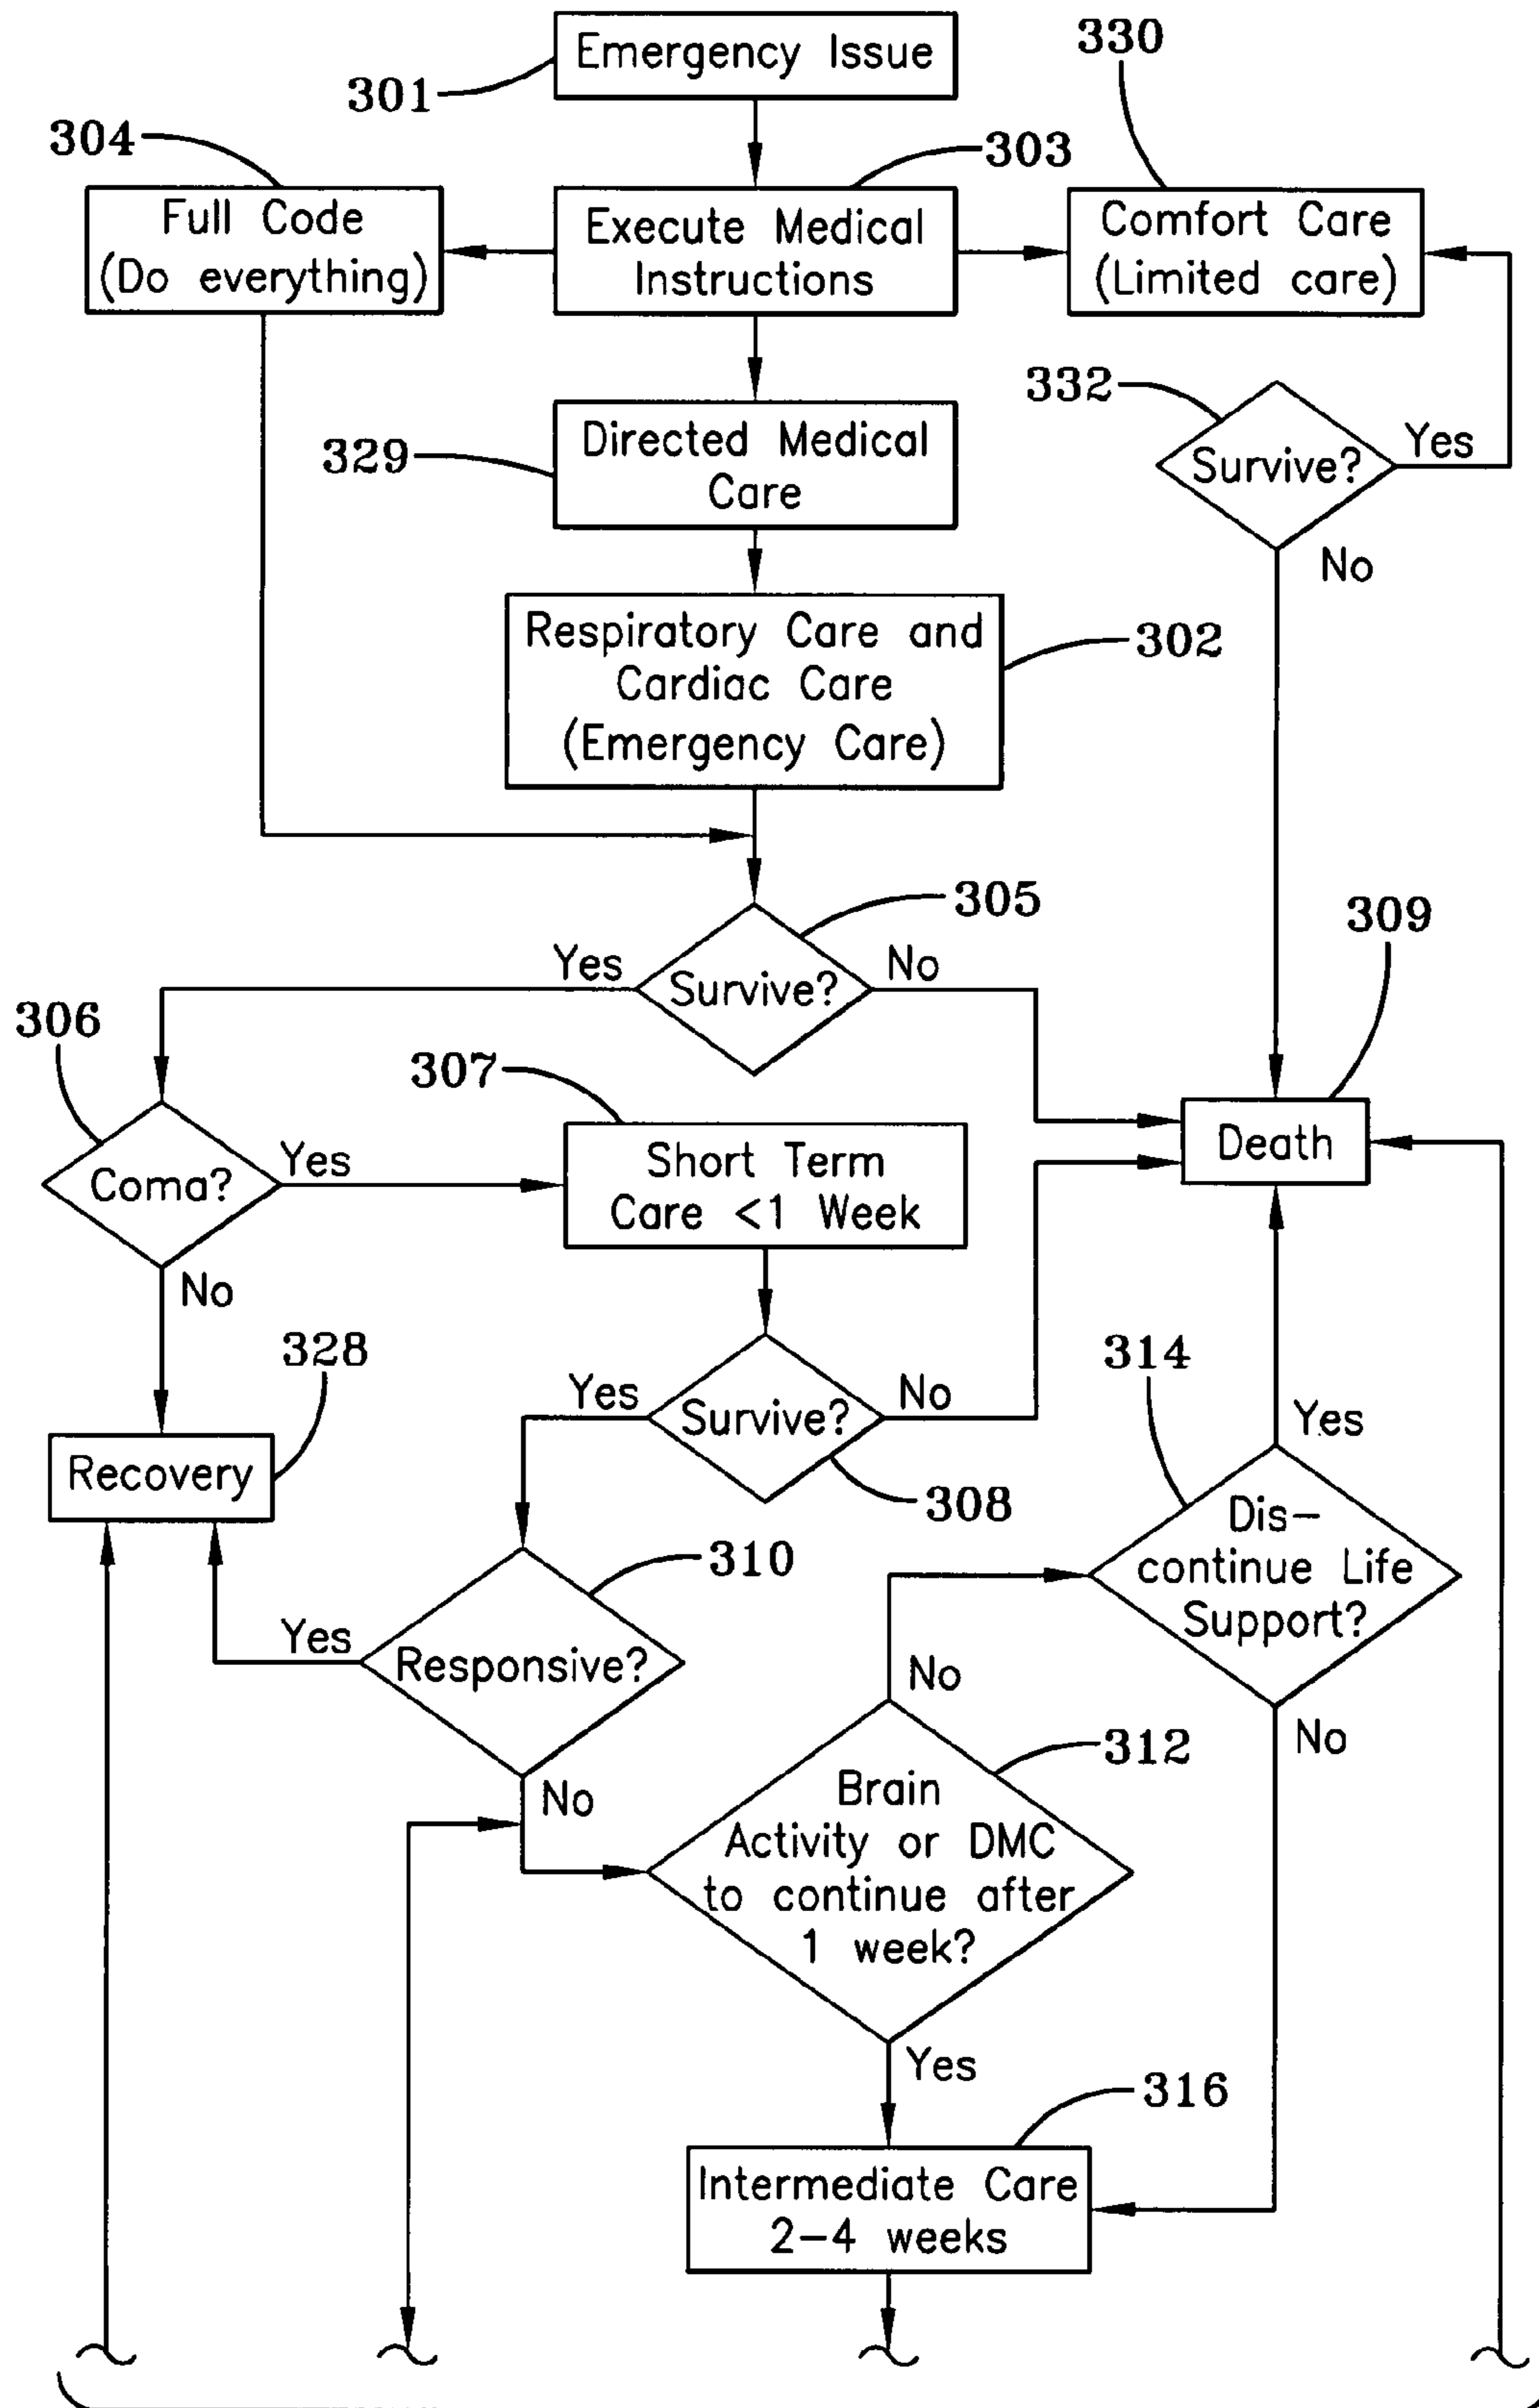 Emergency Issue
301
330
304
303
Full Code
(Do everything)
Execute Medical
Instructions
Comfort Care
(Limited care)
332
Survive?
Yes
No
329
Directed Medical
Care
Respiratory Care and
Cardiac Care
(Emergency Care)
302
305
Yes
Survive?
No
309
306
307
Death
Coma?
Yes
Short Term
Care <1 Week
No
328
314
Yes
Survive?
No
Yes
Recovery
308
Dis-
continue Life
Support?
310
Yes
Responsive?
No
No
312
No
Brain
Activity or DMC
to continue after
1 week?
Yes
316
Intermediate Care
2-4 weeks